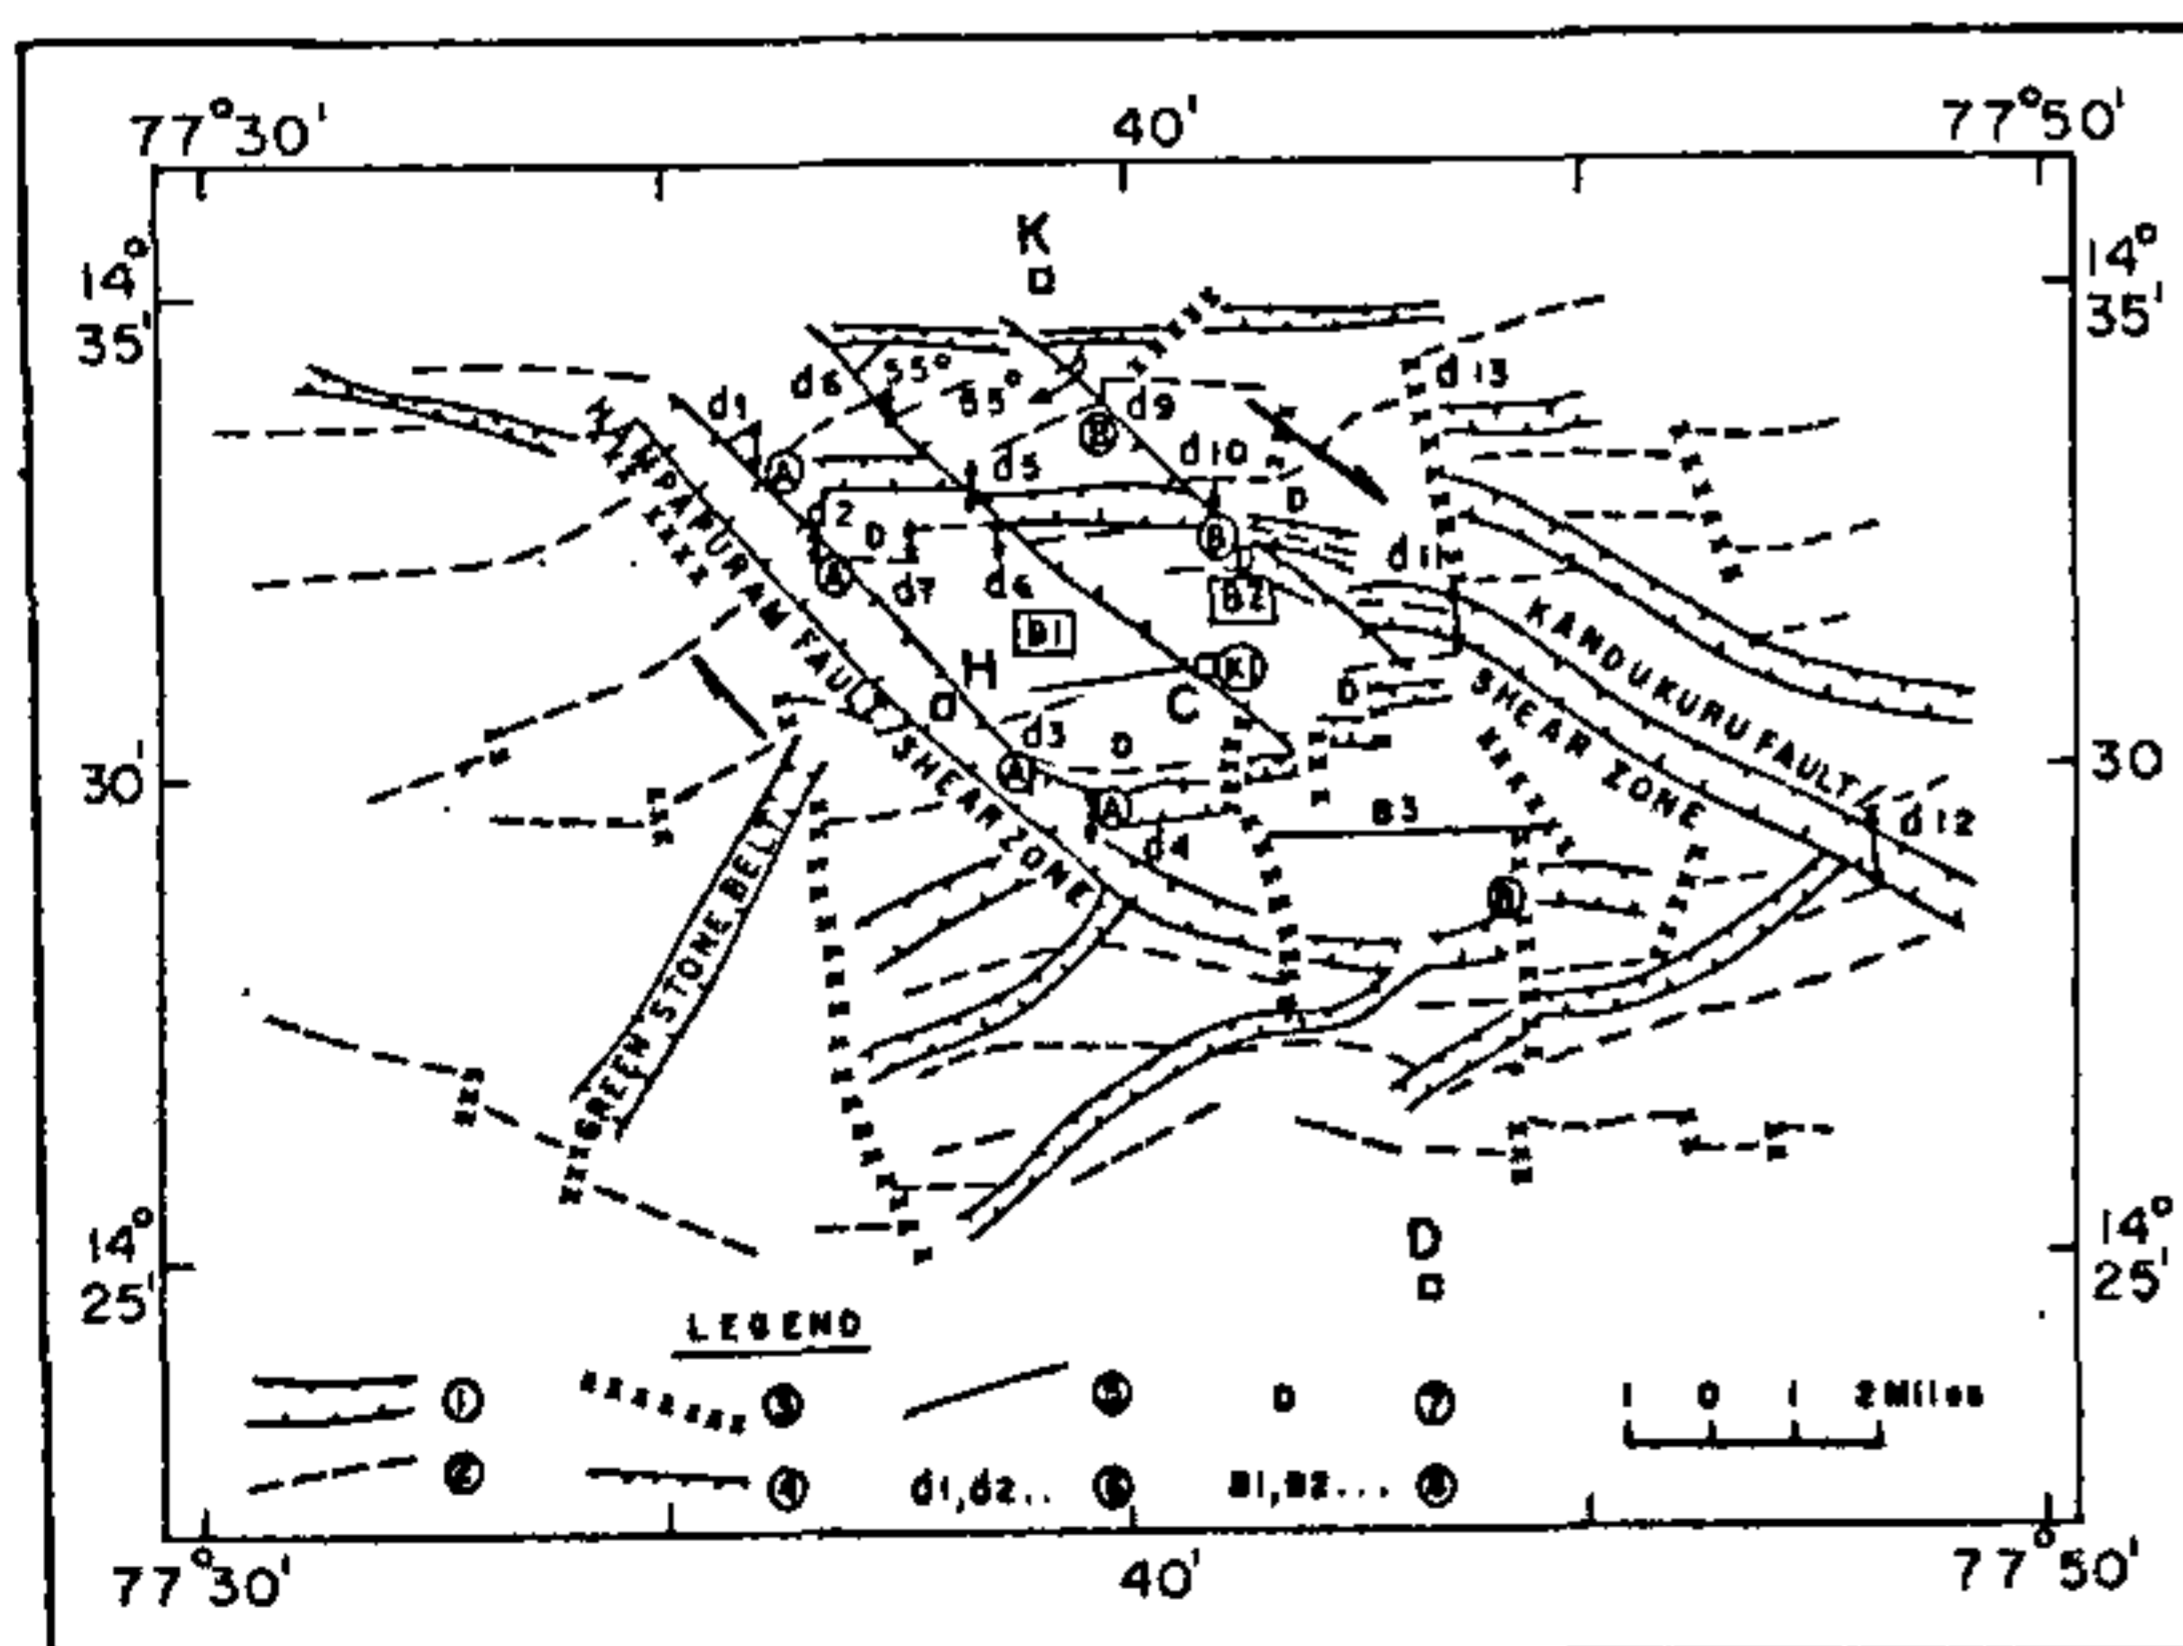 77°30' 40' 77°50'
14° 35' 14° 35'
K
55°
65°
d6
d1
d9
d13
d5
d10
D
d2
D
d11
B
A
B
A
d7
d6
B1
B2
HAMPAPURAM FAULT/SHEAR ZONE
KANDUKURU FAULT/
SHEAR ZONE
H
C
K
D
d3
D
A
A
30' 30
B3
d12
d4
GREEN STONE BELT
14° 25' 14° 25'
D
LEGEND
1 3 5 D 7
1 0 1 2 Miles
2 4 d1,d2.. 6 B1,B2... 8
77°30' 40' 77°50'